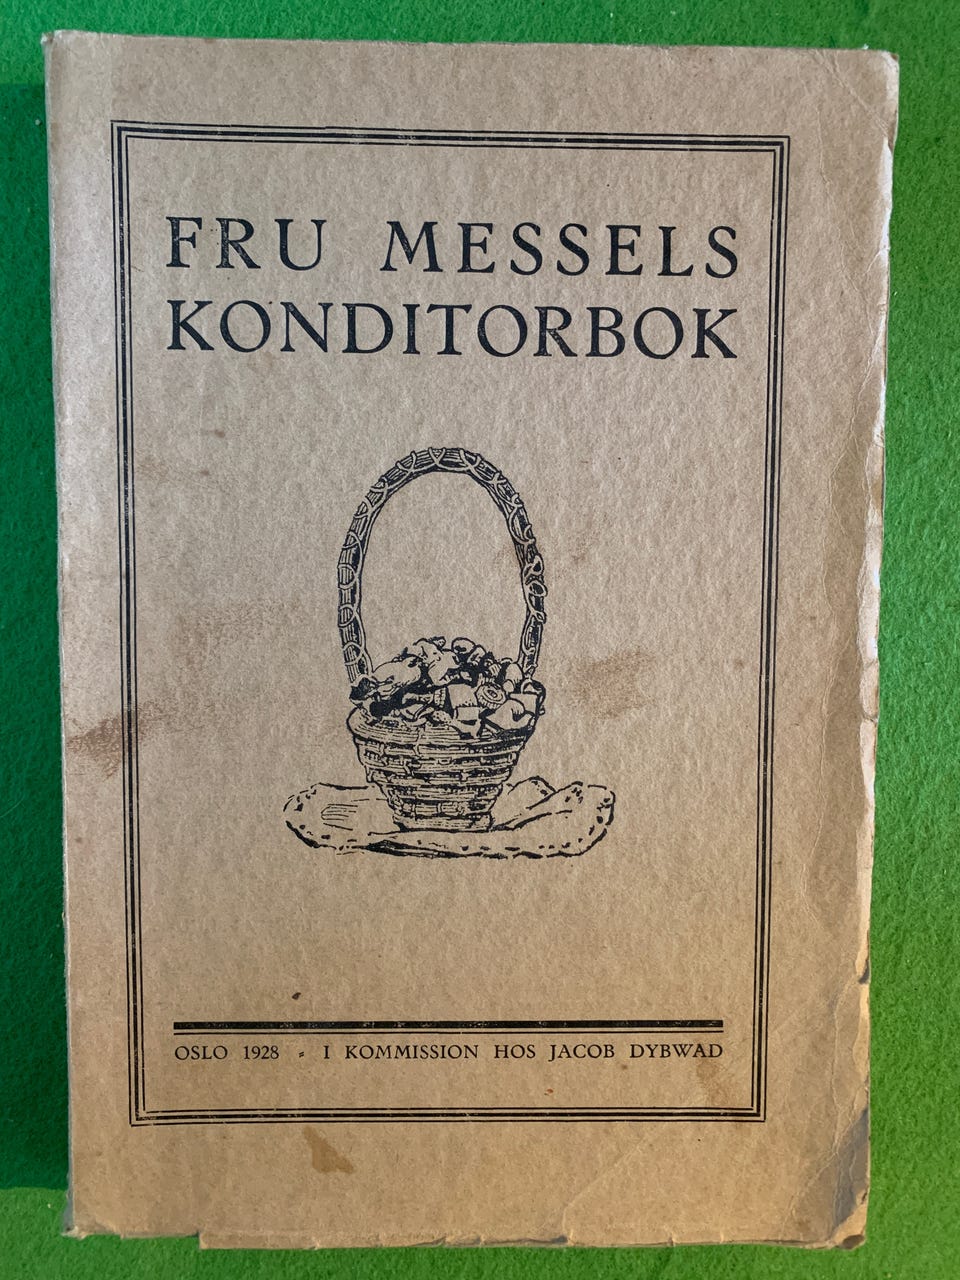 FRU MESSELS
KONDITORBOK
OSLO 1928 - I KOMMISSION HOS JACOB DYBWAD